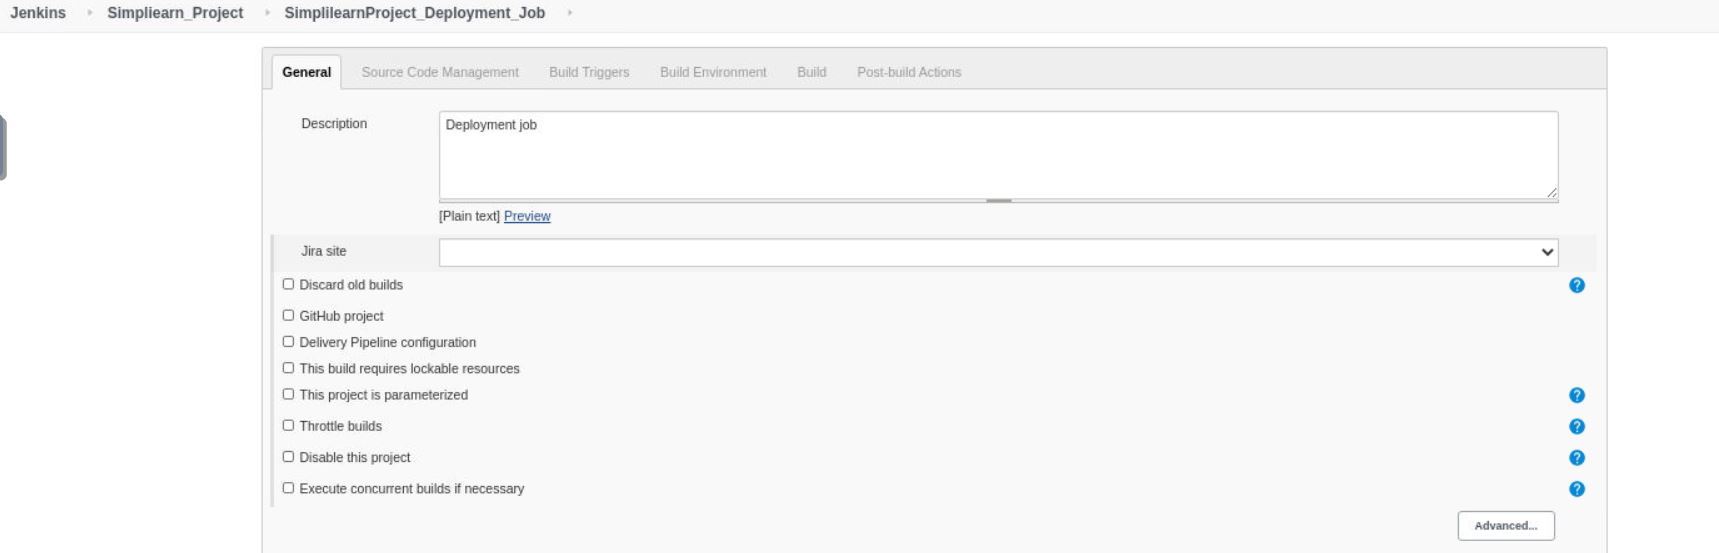 Jenkins Simpliearn_Project SimplilearnProject_Deployment_Job
General Source Code Management Build Triggers Build Environment Build Post-build Actions
Description Deployment job
[Plain text] Preview
Jira site
Discard old builds ?
GitHub project
Delivery Pipeline configuration
This build requires lockable resources
This project is parameterized ?
Throttle builds ?
Disable this project ?
Execute concurrent builds if necessary ?
Advanced...